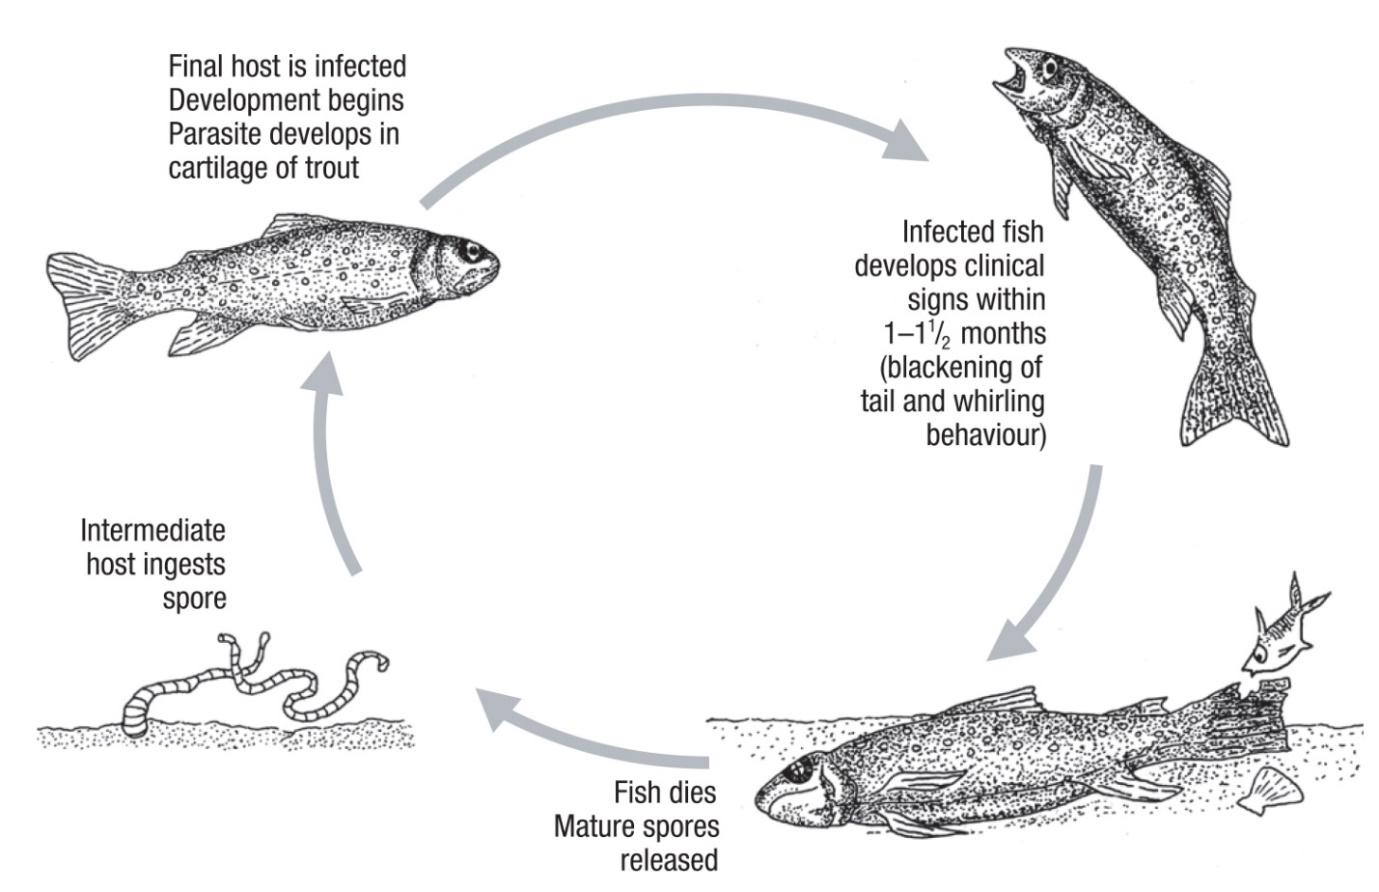 Final host is infected
Development begins
Parasite develops in
cartilage of trout
Infected fish
develops clinical
signs within
1–1½ months
(blackening of
tail and whirling
behaviour)
Fish dies
Mature spores
released
Intermediate
host ingests
spore